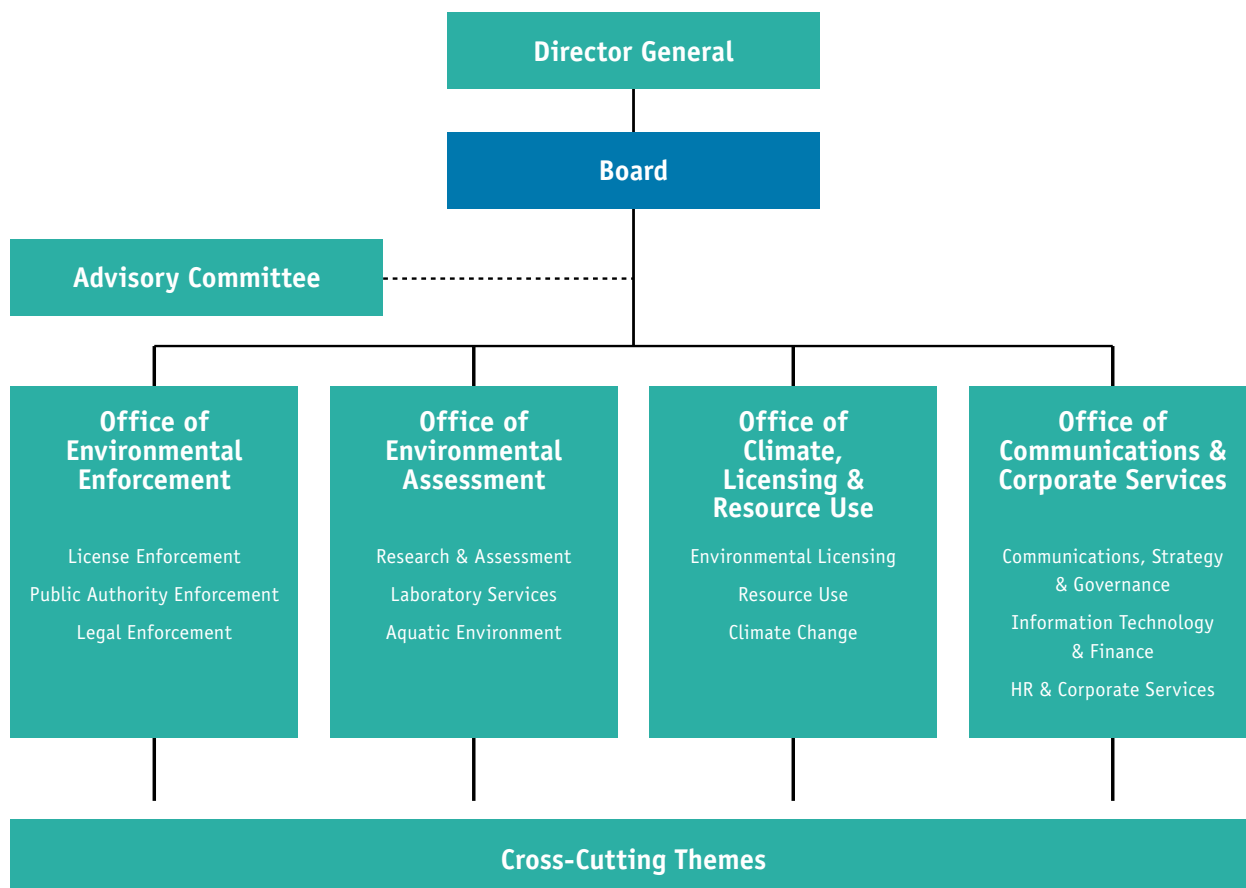 Director General
Board
Advisory Committee
Office of
Environmental
Enforcement
License Enforcement
Public Authority Enforcement
Legal Enforcement
Office of
Environmental
Assessment
Research & Assessment
Laboratory Services
Aquatic Environment
Office of
Climate,
Licensing &
Resource Use
Environmental Licensing
Resource Use
Climate Change
Office of
Communications &
Corporate Services
Communications, Strategy
& Governance
Information Technology
& Finance
HR & Corporate Services
Cross-Cutting Themes